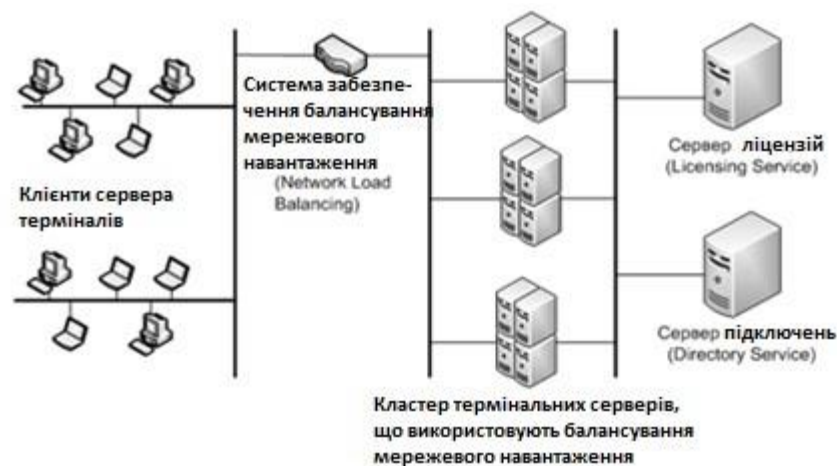 Система забезпе-
чення балансування
мережевого
навантаження
(Network Load
Balancing)
Клієнти сервера
терміналів
Сервер ліцензій
(Licensing Service)
Сервер підключень
(Directory Service)
Кластер термінальних серверів,
що використовують балансування
мережевого навантаження